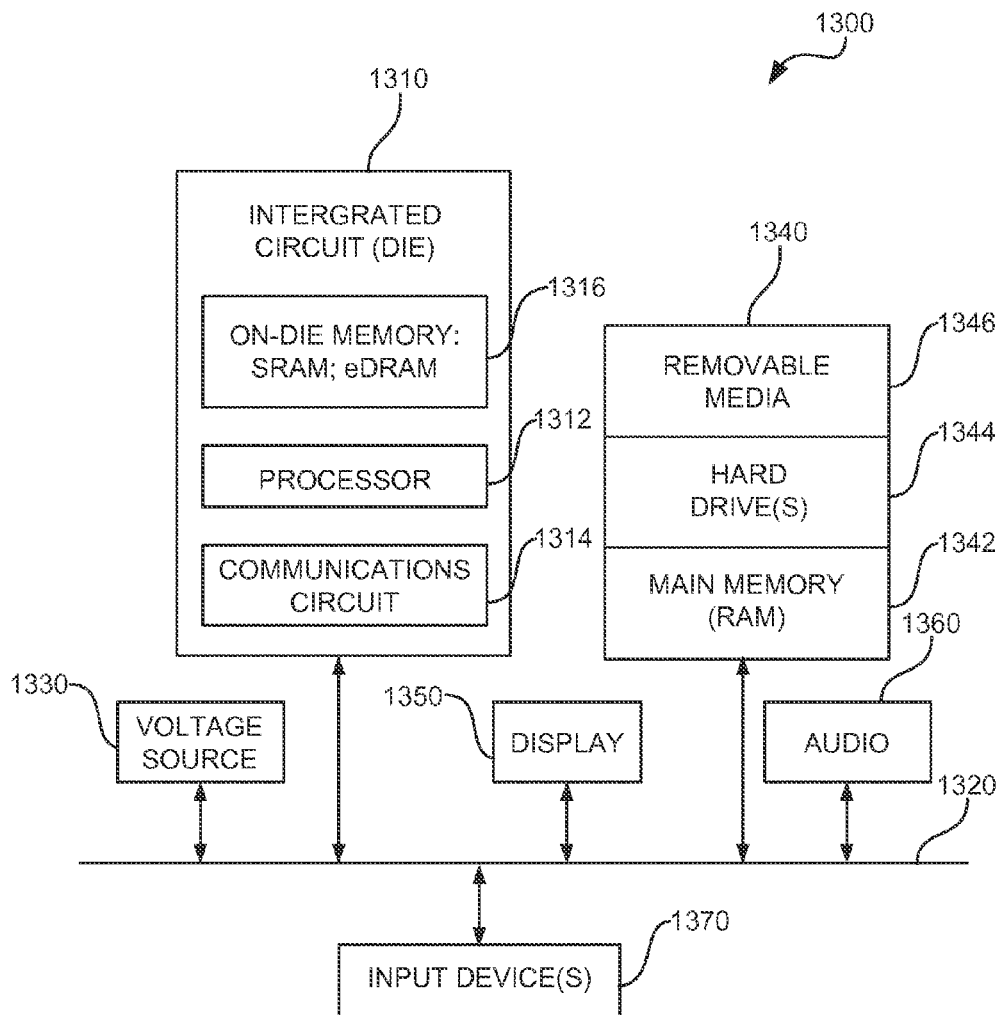 1300
1310
INTERGRATED
CIRCUIT (DIE)
1340
1316
ON-DIE MEMORY:
SRAM; eDRAM
1346
REMOVABLE
MEDIA
1312
PROCESSOR
1344
HARD
DRIVE(S)
1314
COMMUNICATIONS
CIRCUIT
1342
MAIN MEMORY
(RAM)
1360
1330
VOLTAGE
SOURCE
1350
DISPLAY
AUDIO
1320
1370
INPUT DEVICE(S)